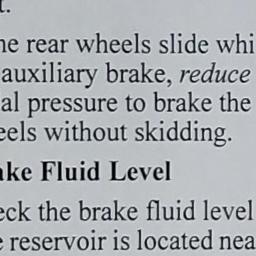 t.
he rear wheels slide whi
auxiliary brake, reduce
al pressure to brake the
eels without skidding.
ake Fluid Level
eck the brake fluid level
e reservoir is located nea